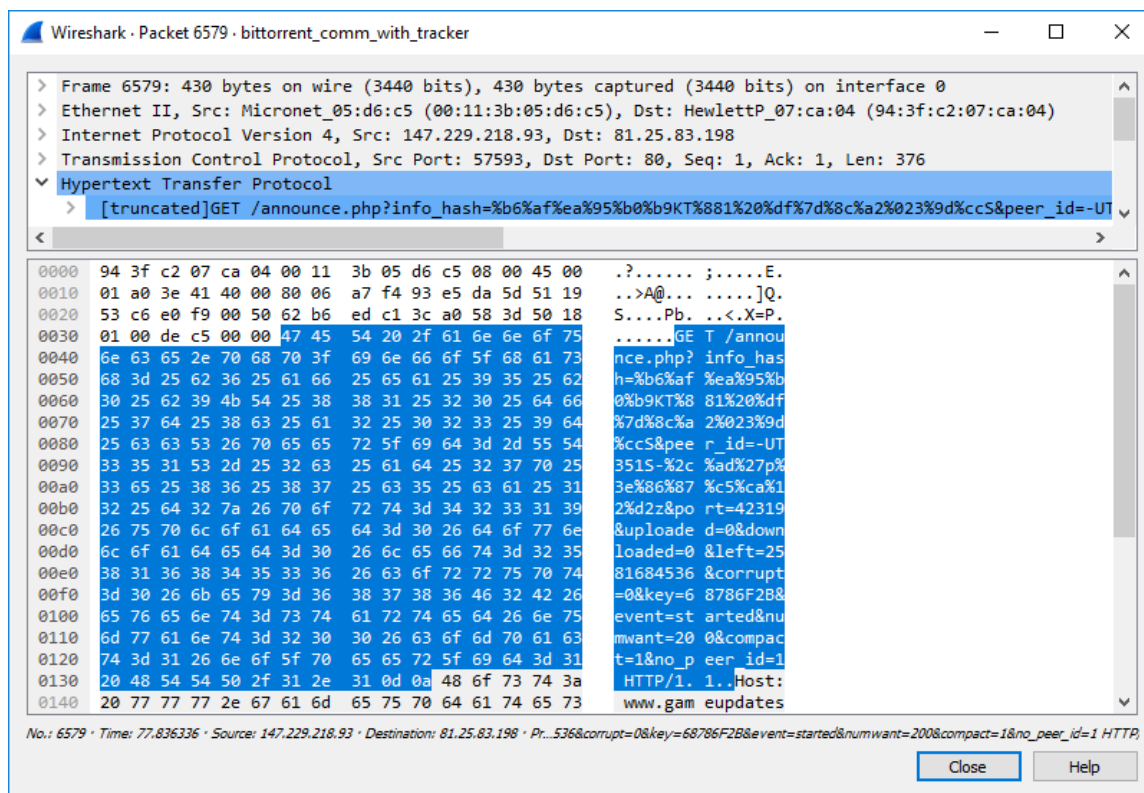 Wireshark · Packet 6579 · bittorrent_comm_with_tracker
> Frame 6579: 430 bytes on wire (3440 bits), 430 bytes captured (3440 bits) on interface 0
> Ethernet II, Src: Micronet_05:d6:c5 (00:11:3b:05:d6:c5), Dst: HewlettP_07:ca:04 (94:3f:c2:07:ca:04)
> Internet Protocol Version 4, Src: 147.229.218.93, Dst: 81.25.83.198
> Transmission Control Protocol, Src Port: 57593, Dst Port: 80, Seq: 1, Ack: 1, Len: 376
Hypertext Transfer Protocol
> [truncated]GET /announce.php?info_hash=%b6%af%ea%95%b0%b9KT%881%20%df%7d%8c%a2%023%9d%ccS&peer_id=-UT
0000 94 3f c2 07 ca 04 00 11 3b 05 d6 c5 08 00 45 00 .?...... ;.....E.
0010 01 a0 3e 41 40 00 80 06 a7 f4 93 e5 da 5d 51 19 ..>A@... .....]Q.
0020 53 c6 e0 f9 00 50 62 b6 ed c1 3c a0 58 3d 50 18 S....Pb. ..<.X=P.
0030 01 00 de c5 00 00 47 45 54 20 2f 61 6e 6e 6f 75 ......GE T /annou
0040 6e 63 65 2e 70 68 70 3f 69 6e 66 6f 5f 68 61 73 nce.php? info_has
0050 68 3d 25 62 36 25 61 66 25 65 61 25 39 35 25 62 h=%b6%af %ea%95%b
0060 30 25 62 39 4b 54 25 38 38 31 25 32 30 25 64 66 0%b9KT%8 81%20%df
0070 25 37 64 25 38 63 25 61 32 25 30 32 33 25 39 64 %7d%8c%a 2%023%9d
0080 25 63 63 53 26 70 65 65 72 5f 69 64 3d 2d 55 54 %ccS&pee r_id=-UT
0090 33 35 31 53 2d 25 32 63 25 61 64 25 32 37 70 25 351S-%2c %ad%27p%
00a0 33 65 25 38 36 25 38 37 25 63 35 25 63 61 25 31 3e%86%87 %c5%ca%1
00b0 32 25 64 32 7a 26 70 6f 72 74 3d 34 32 33 31 39 2%d2z&po rt=42319
00c0 26 75 70 6c 6f 61 64 65 64 3d 30 26 64 6f 77 6e &uploade d=0&down
00d0 6c 6f 61 64 65 64 3d 30 26 6c 65 66 74 3d 32 35 loaded=0 &left=25
00e0 38 31 36 38 34 35 33 36 26 63 6f 72 72 75 70 74 81684536 &corrupt
00f0 3d 30 26 6b 65 79 3d 36 38 37 38 36 46 32 42 26 =0&key=6 8786F2B&
0100 65 76 65 6e 74 3d 73 74 61 72 74 65 64 26 6e 75 event=st arted&nu
0110 6d 77 61 6e 74 3d 32 30 30 26 63 6f 6d 70 61 63 mwant=20 0&compac
0120 74 3d 31 26 6e 6f 5f 70 65 65 72 5f 69 64 3d 31 t=1&no_p eer_id=1
0130 20 48 54 54 50 2f 31 2e 31 0d 0a 48 6f 73 74 3a HTTP/1. 1..Host:
0140 20 77 77 77 2e 67 61 6d 65 75 70 64 61 74 65 73 www.gam eupdates
No.: 6579 · Time: 77.836336 · Source: 147.229.218.93 · Destination: 81.25.83.198 · Pr...536&corrupt=0&key=68786F2B&event=started&numwant=200&compact=1&no_peer_id=1 HTTP/
Close Help